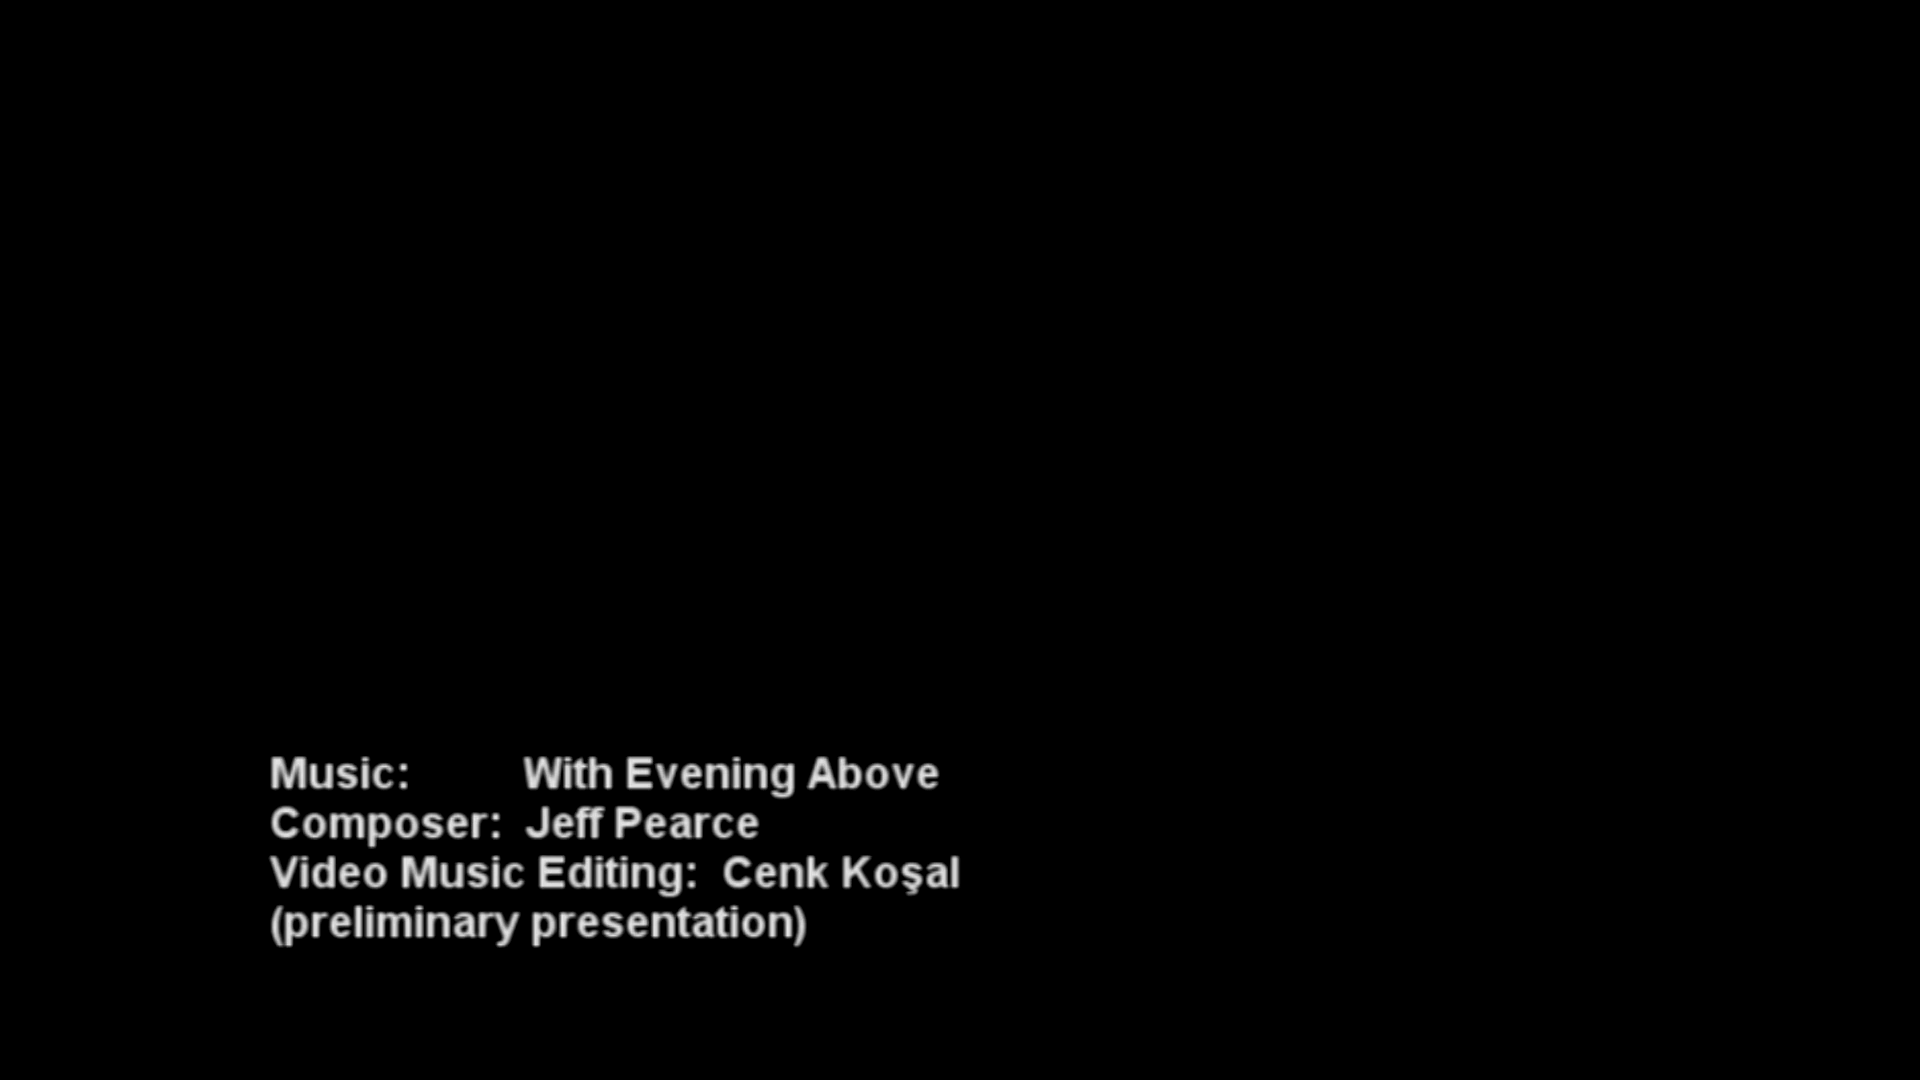 Music: With Evening Above
Composer: Jeff Pearce
Video Music Editing: Cenk Koşal
(preliminary presentation)